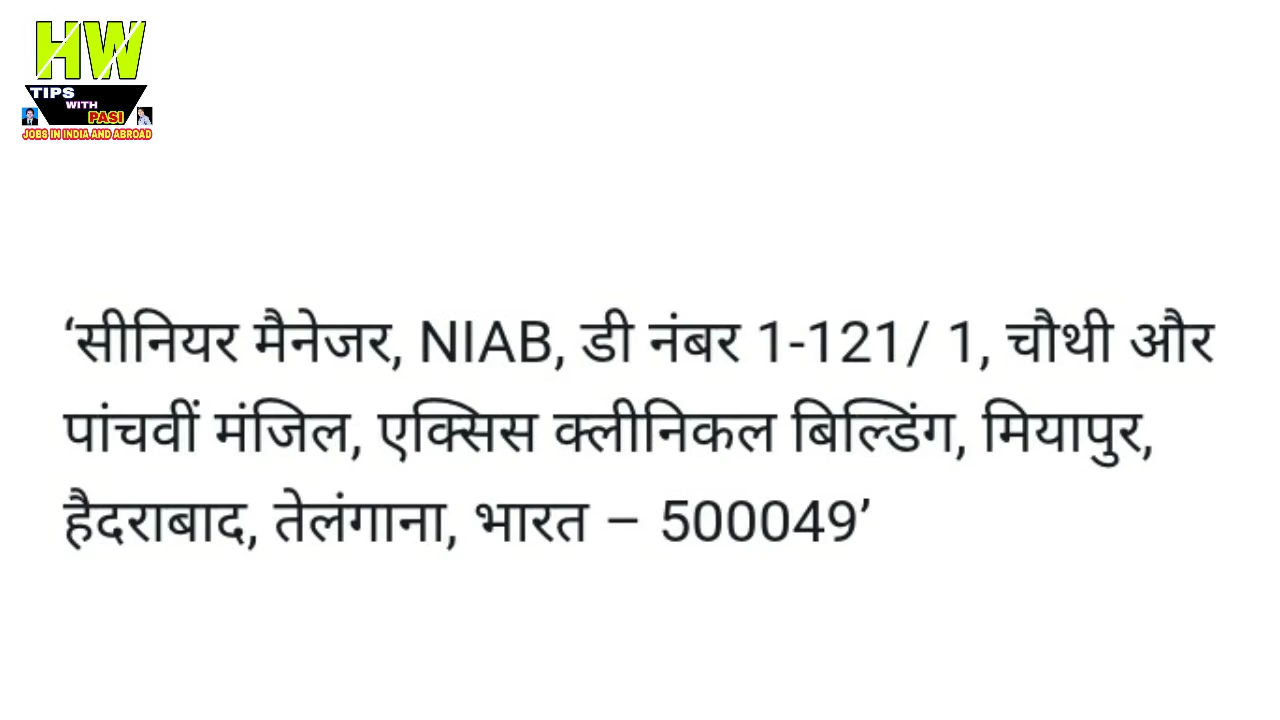 HW
TIPS
WITH
PASI
JOBS IN INDIA AND ABROAD
‘सीनियर मैनेजर, NIAB, डी नंबर 1-121/ 1, चौथी और
पांचवीं मंजिल, एक्सिस क्लीनिकल बिल्डिंग, मियापुर,
हैदराबाद, तेलंगाना, भारत – 500049’